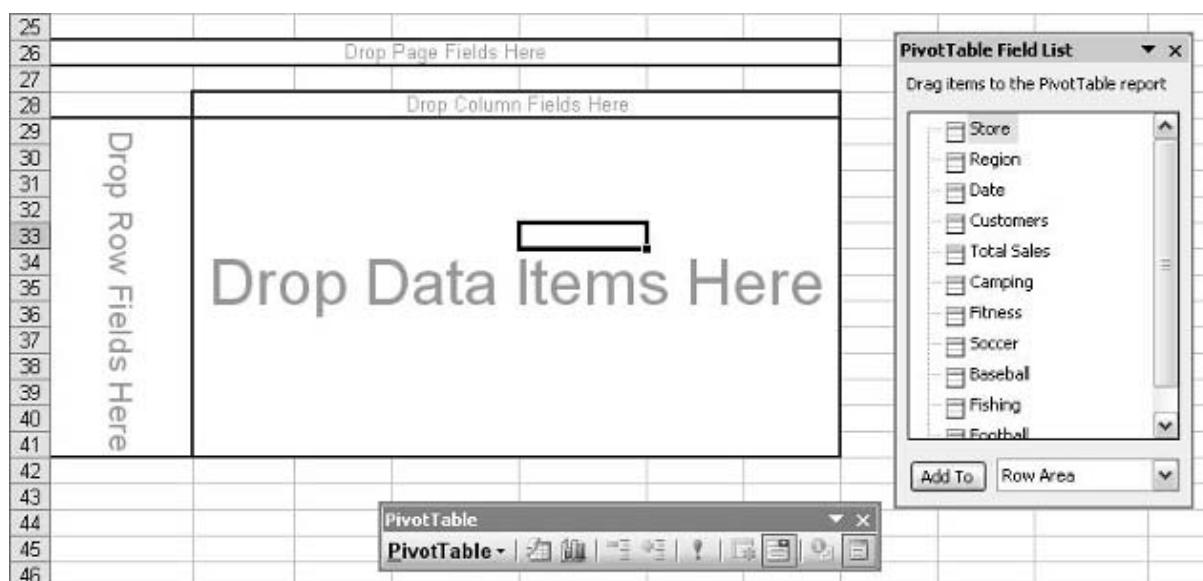 25
26
27
28
29
30
31
32
33
34
35
36
37
38
39
40
41
42
43
44
45
46
Drop Page Fields Here
Drop Column Fields Here
Drop Row Fields Here
Drop Data Items Here
PivotTable Field List
Drag items to the PivotTable report
Store
Region
Date
Customers
Total Sales
Camping
Fitness
Soccer
Baseball
Fishing
Football
Add To
Row Area
PivotTable
PivotTable